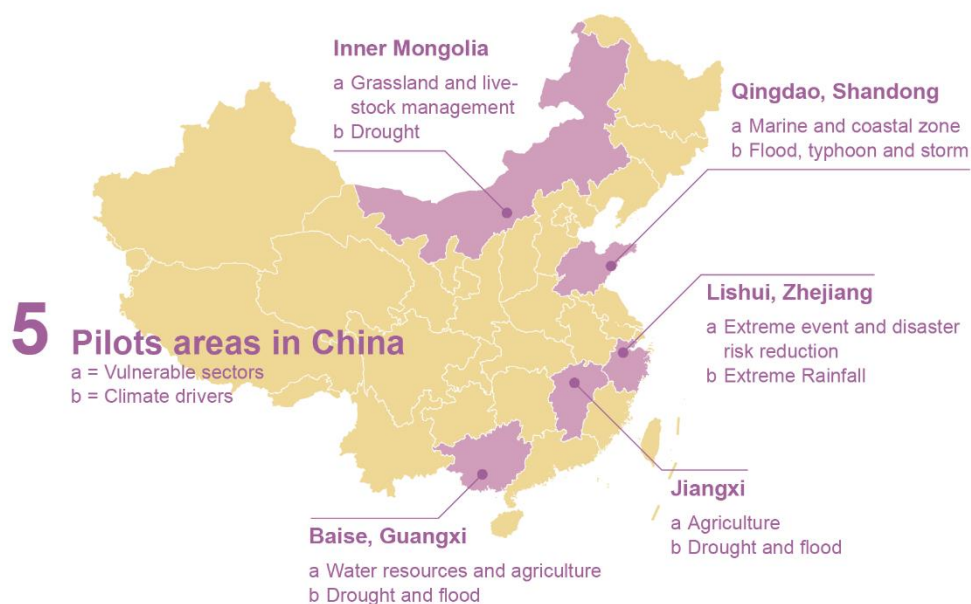 Inner Mongolia
a Grassland and live-
stock management
b Drought
Qingdao, Shandong
a Marine and coastal zone
b Flood, typhoon and storm
5 Pilots areas in China
a = Vulnerable sectors
b = Climate drivers
Lishui, Zhejiang
a Extreme event and disaster
risk reduction
b Extreme Rainfall
Jiangxi
a Agriculture
b Drought and flood
Baise, Guangxi
a Water resources and agriculture
b Drought and flood